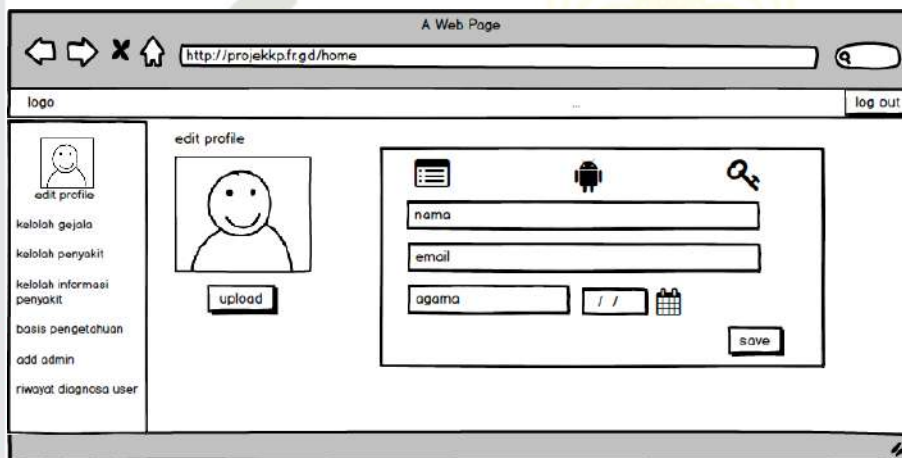 A Web Page
http://projekkp.fr.gd/home
logo
...
log out
edit profile
kelolah gejala
kelolah penyakit
kelolah informasi
penyakit
basis pengetahuan
add admin
riwayat diagnosa user
edit profile
upload
nama
email
agama
/ /
save